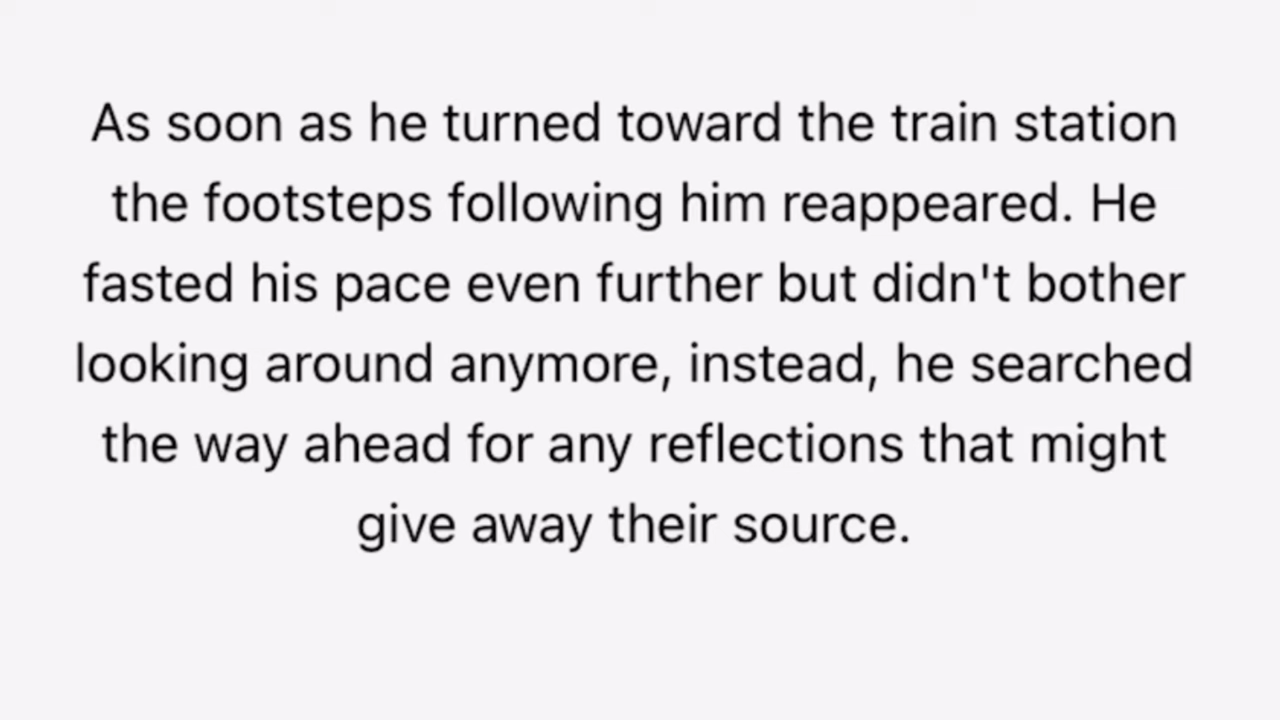 As soon as he turned toward the train station
the footsteps following him reappeared. He
fasted his pace even further but didn't bother
looking around anymore, instead, he searched
the way ahead for any reflections that might
give away their source.